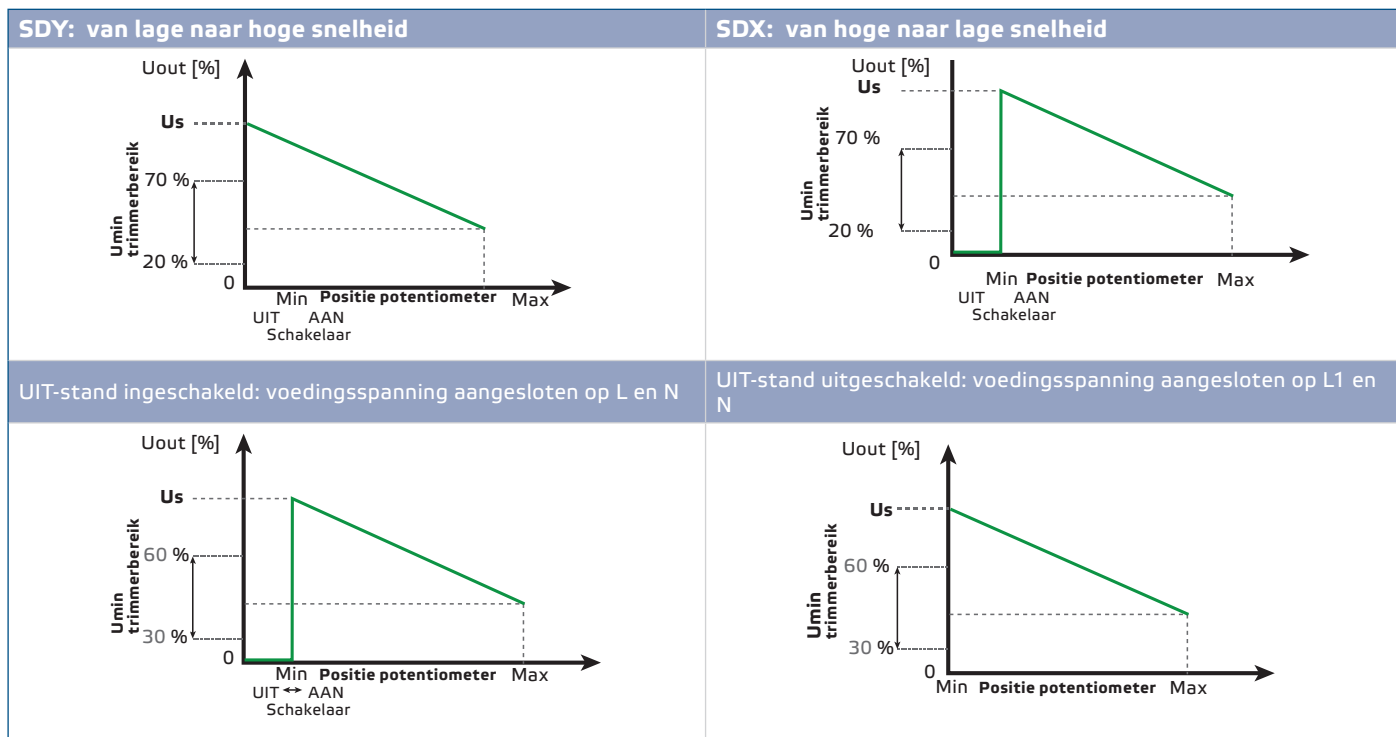 SDY: van lage naar hoge snelheid
SDX: van hoge naar lage snelheid
Uout [%]
Us
70 %
Umin
trimmerbereik
20 %
0
Min Positie potentiometer Max
UIT AAN
Schakelaar
Uout [%]
Us
70 %
Umin
trimmerbereik
20 %
0
Min Positie potentiometer Max
UIT AAN
Schakelaar
UIT-stand ingeschakeld: voedingsspanning aangesloten op L en N
UIT-stand uitgeschakeld: voedingsspanning aangesloten op L1 en
N
Uout [%]
Us
60 %
Umin
trimmerbereik
30 %
0
Min Positie potentiometer Max
UIT ↔ AAN
Schakelaar
Uout [%]
Us
60 %
Umin
trimmerbereik
30 %
0
Min Positie potentiometer Max